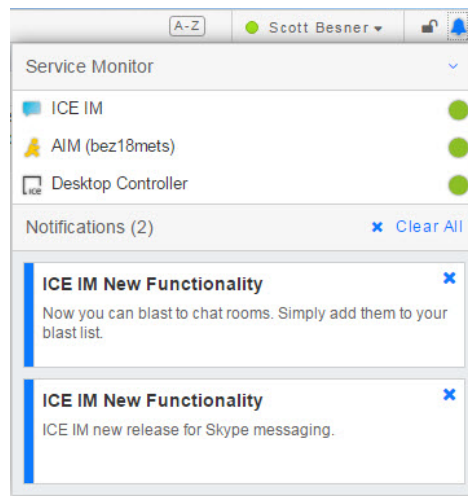 A-Z Scott Besner
Service Monitor
ICE IM
AIM (bez18mets)
ice Desktop Controller
Notifications (2) Clear All
ICE IM New Functionality
Now you can blast to chat rooms. Simply add them to your
blast list.
ICE IM New Functionality
ICE IM new release for Skype messaging.